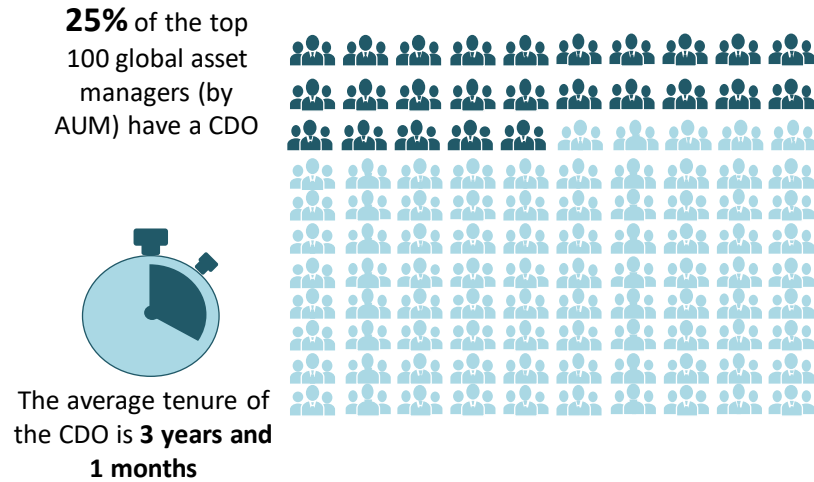 25% of the top
100 global asset
managers (by
AUM) have a CDO
The average tenure of
the CDO is 3 years and
1 months